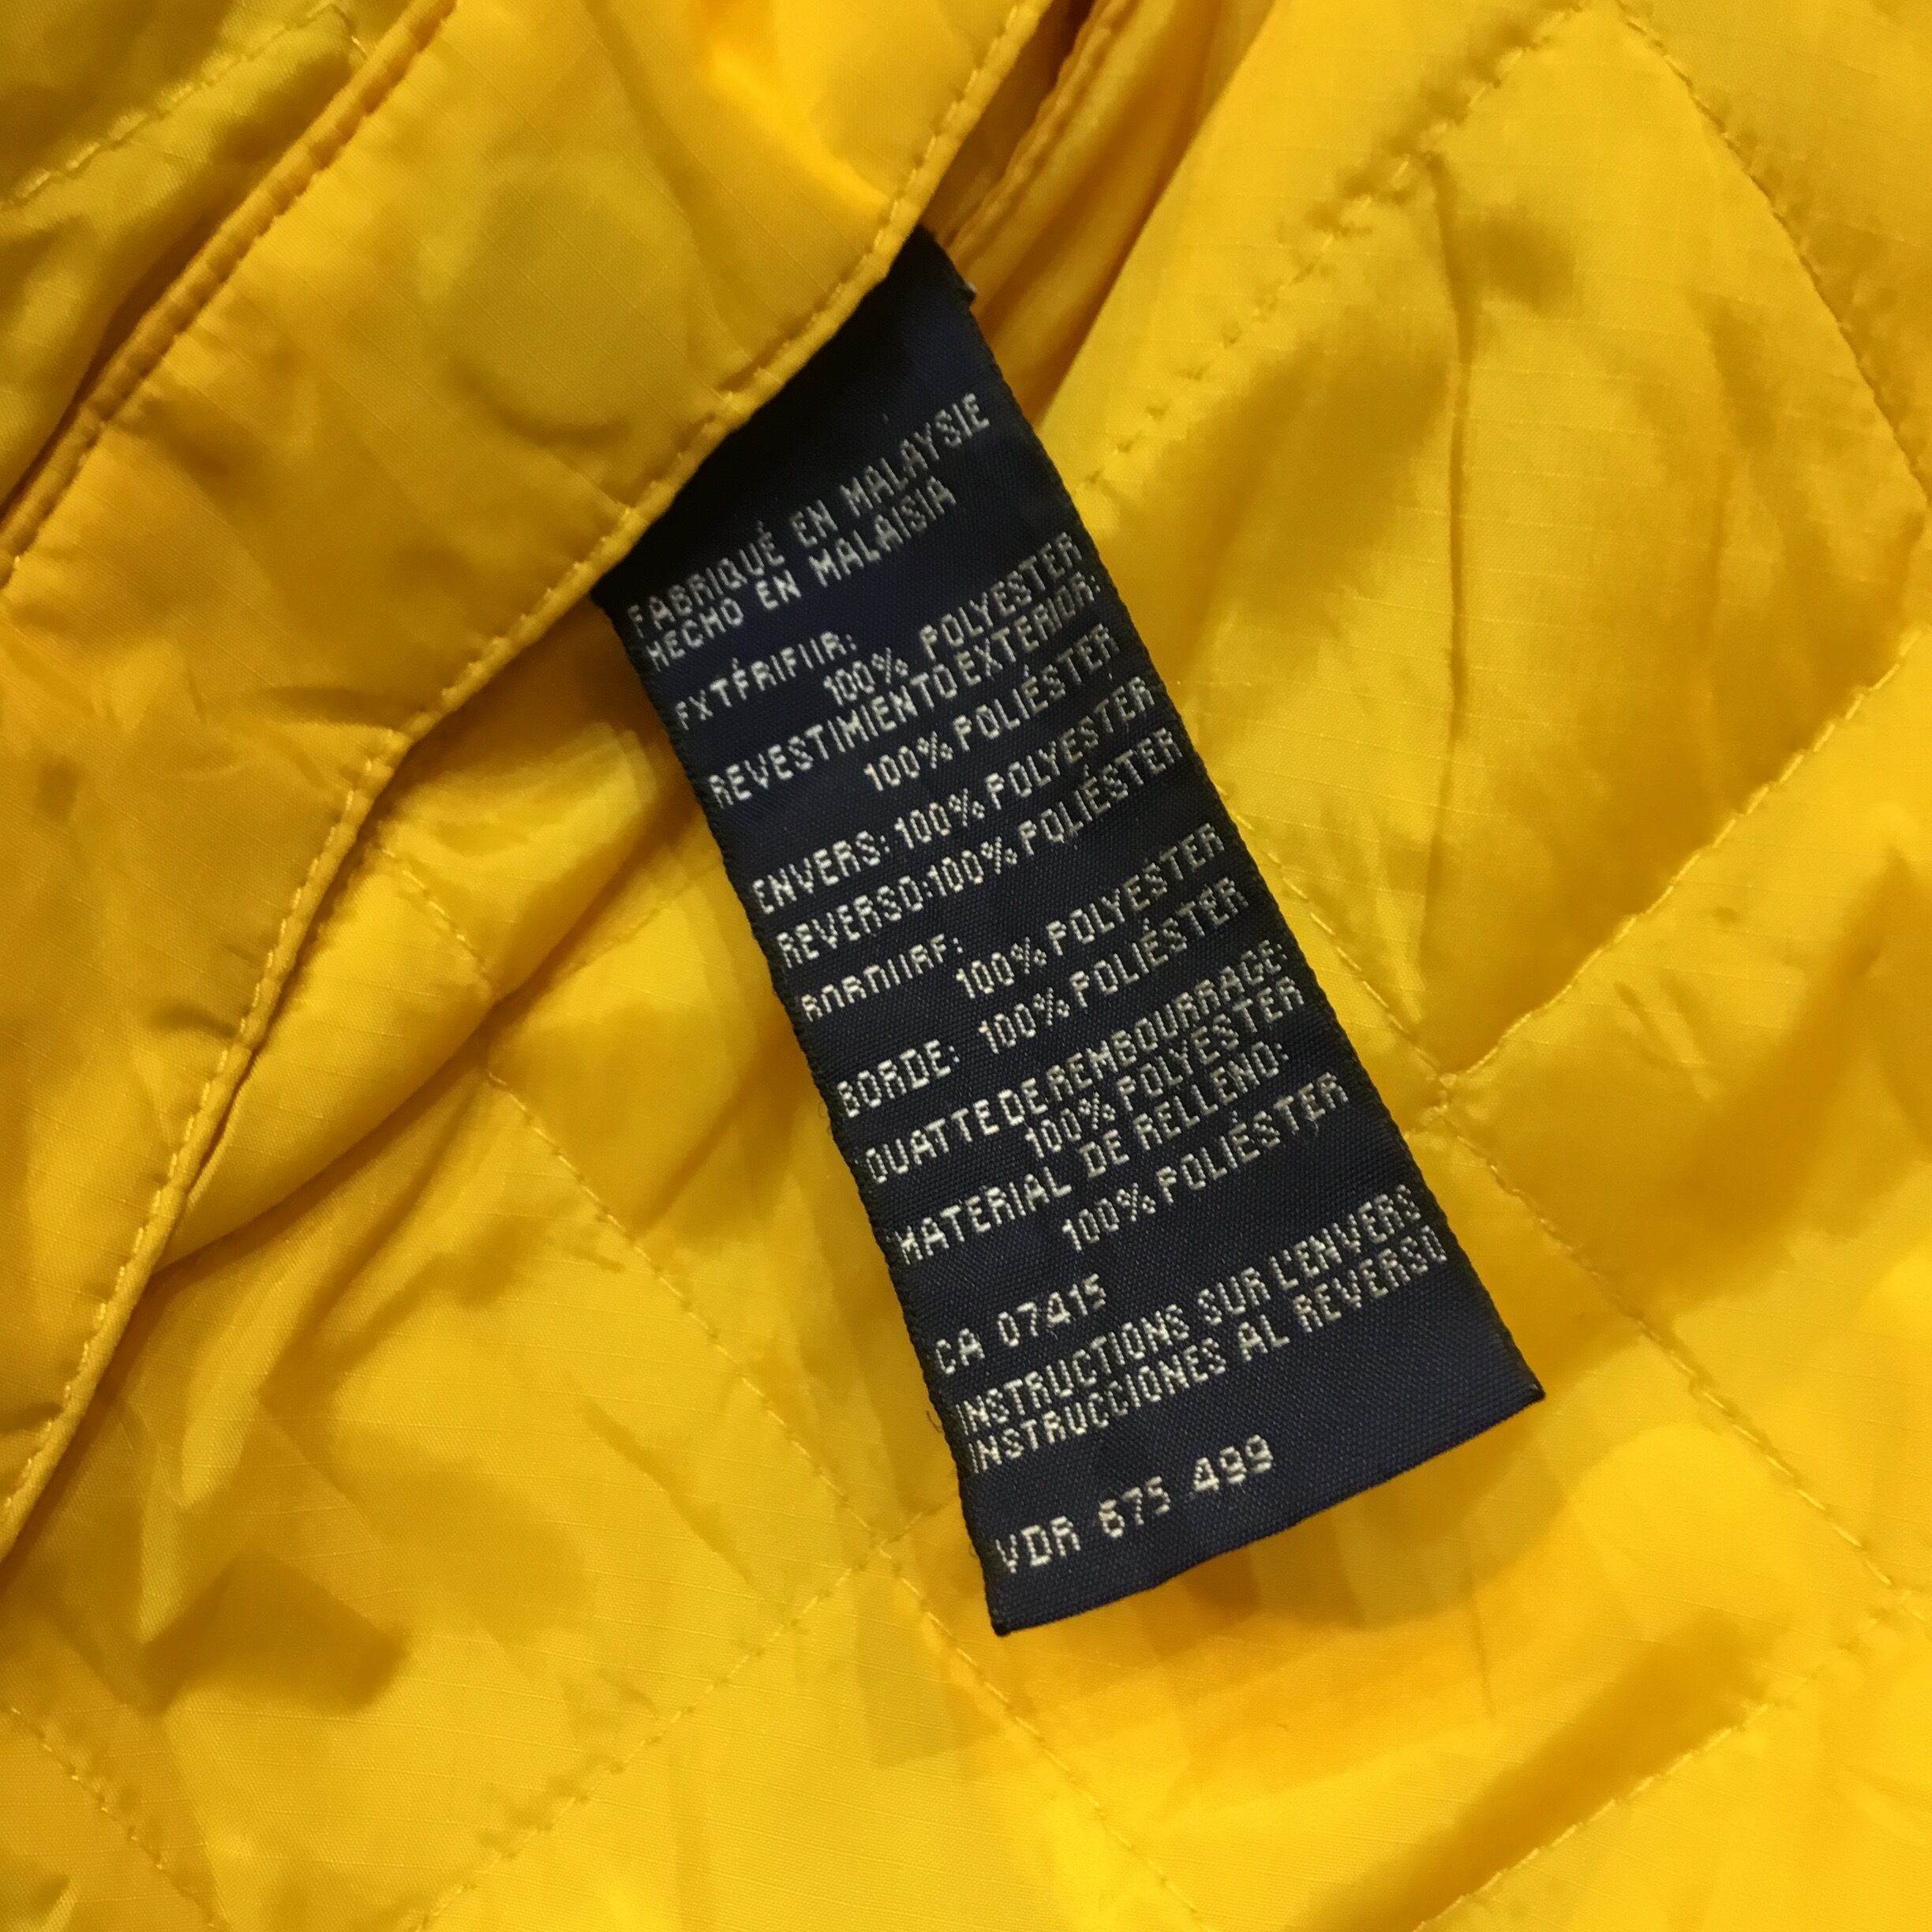 FABRIQUÉ EN MALAYSIE
HECHO EN MALAISIA
EXTÉRIEUR:
100% POLYESTER
REVESTIMIENTO EXTERIOR:
100% POLIÉSTER
ENVERS: 100% POLYESTER
REVERSO: 100% POLIÉSTER
BORDURE:
100% POLYESTER
BORDE: 100% POLIÉSTER
OUATTE DE REMBOURRAGE:
100% POLYESTER
MATERIAL DE RELLENO:
100% POLIÉSTER
CA 07415
INSTRUCTIONS SUR L'ENVERS
INSTRUCCIONES AL REVERSO
VDR 675 499